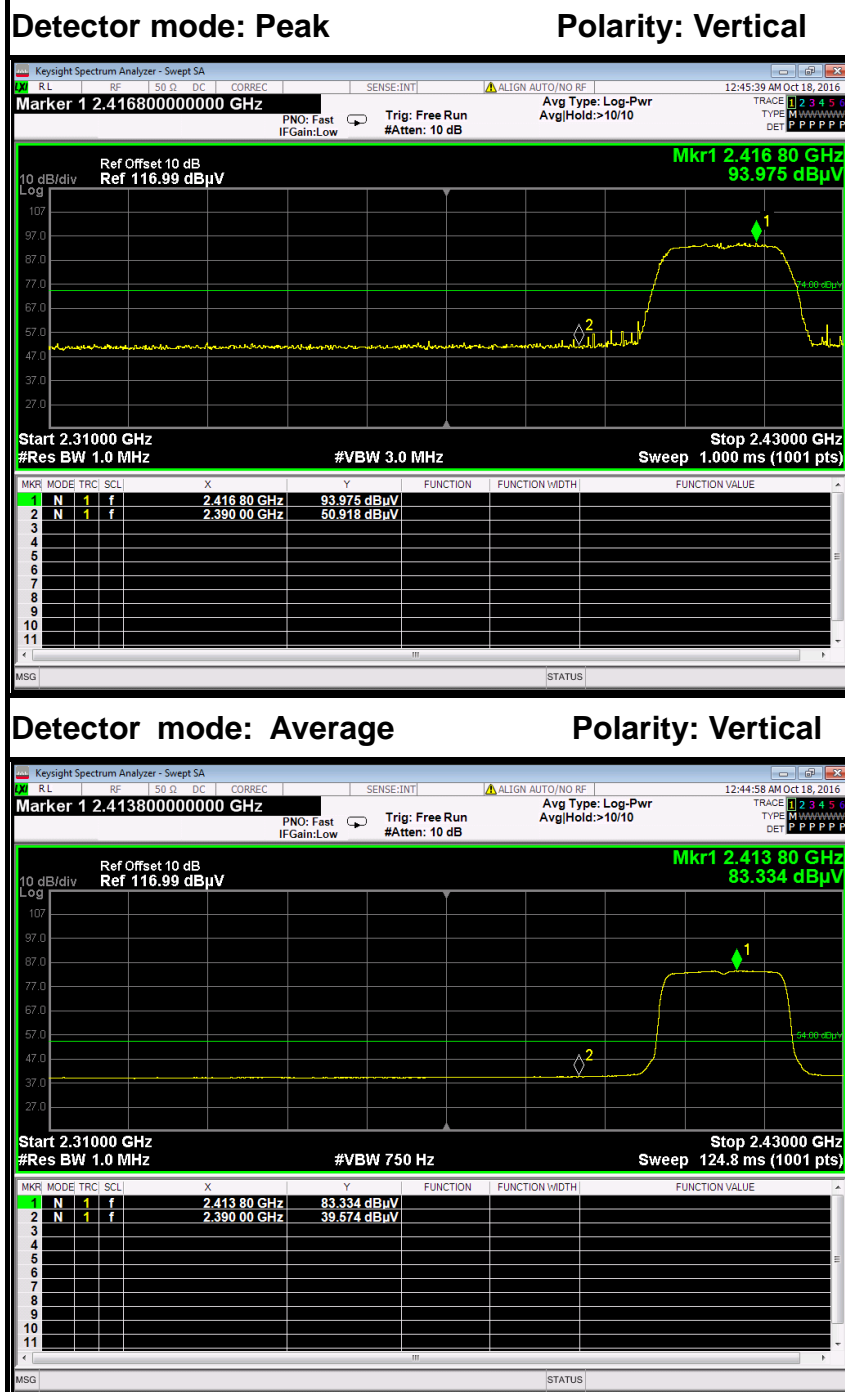 Detector mode: Peak Polarity: Vertical
Keysight Spectrum Analyzer - Swept SA
LXI RL RF 50 Ω DC CORREC SENSE:INT ALIGN AUTO/NO RF 12:45:39 AM Oct 18, 2016
Marker 1 2.416800000000 GHz
PNO: Fast
IFGain:Low
Trig: Free Run
#Atten: 10 dB
Avg Type: Log-Pwr
Avg|Hold:>10/10
TRACE 1 2 3 4 5 6
TYPE M WWWWW
DET P P P P P
Mkr1 2.416 80 GHz
93.975 dBµV
Ref Offset 10 dB
10 dB/div Ref 116.99 dBµV
Log
107
97.0
87.0
77.0
67.0
57.0
47.0
37.0
27.0
1
74.00 dBµV
2
Start 2.31000 GHz Stop 2.43000 GHz
#Res BW 1.0 MHz #VBW 3.0 MHz Sweep 1.000 ms (1001 pts)
MKR MODE TRC SCL X Y FUNCTION FUNCTION WIDTH FUNCTION VALUE
1 N 1 f 2.416 80 GHz 93.975 dBµV
2 N 1 f 2.390 00 GHz 50.918 dBµV
3
4
5
6
7
8
9
10
11
MSG STATUS
Detector mode: Average Polarity: Vertical
Keysight Spectrum Analyzer - Swept SA
LXI RL RF 50 Ω DC CORREC SENSE:INT ALIGN AUTO/NO RF 12:44:58 AM Oct 18, 2016
Marker 1 2.413800000000 GHz
PNO: Fast
IFGain:Low
Trig: Free Run
#Atten: 10 dB
Avg Type: Log-Pwr
Avg|Hold:>10/10
TRACE 1 2 3 4 5 6
TYPE M WWWWW
DET P P P P P
Mkr1 2.413 80 GHz
83.334 dBµV
Ref Offset 10 dB
10 dB/div Ref 116.99 dBµV
Log
107
97.0
87.0
77.0
67.0
57.0
47.0
37.0
27.0
1
54.00 dBµV
2
Start 2.31000 GHz Stop 2.43000 GHz
#Res BW 1.0 MHz #VBW 750 Hz Sweep 124.8 ms (1001 pts)
MKR MODE TRC SCL X Y FUNCTION FUNCTION WIDTH FUNCTION VALUE
1 N 1 f 2.413 80 GHz 83.334 dBµV
2 N 1 f 2.390 00 GHz 39.574 dBµV
3
4
5
6
7
8
9
10
11
MSG STATUS